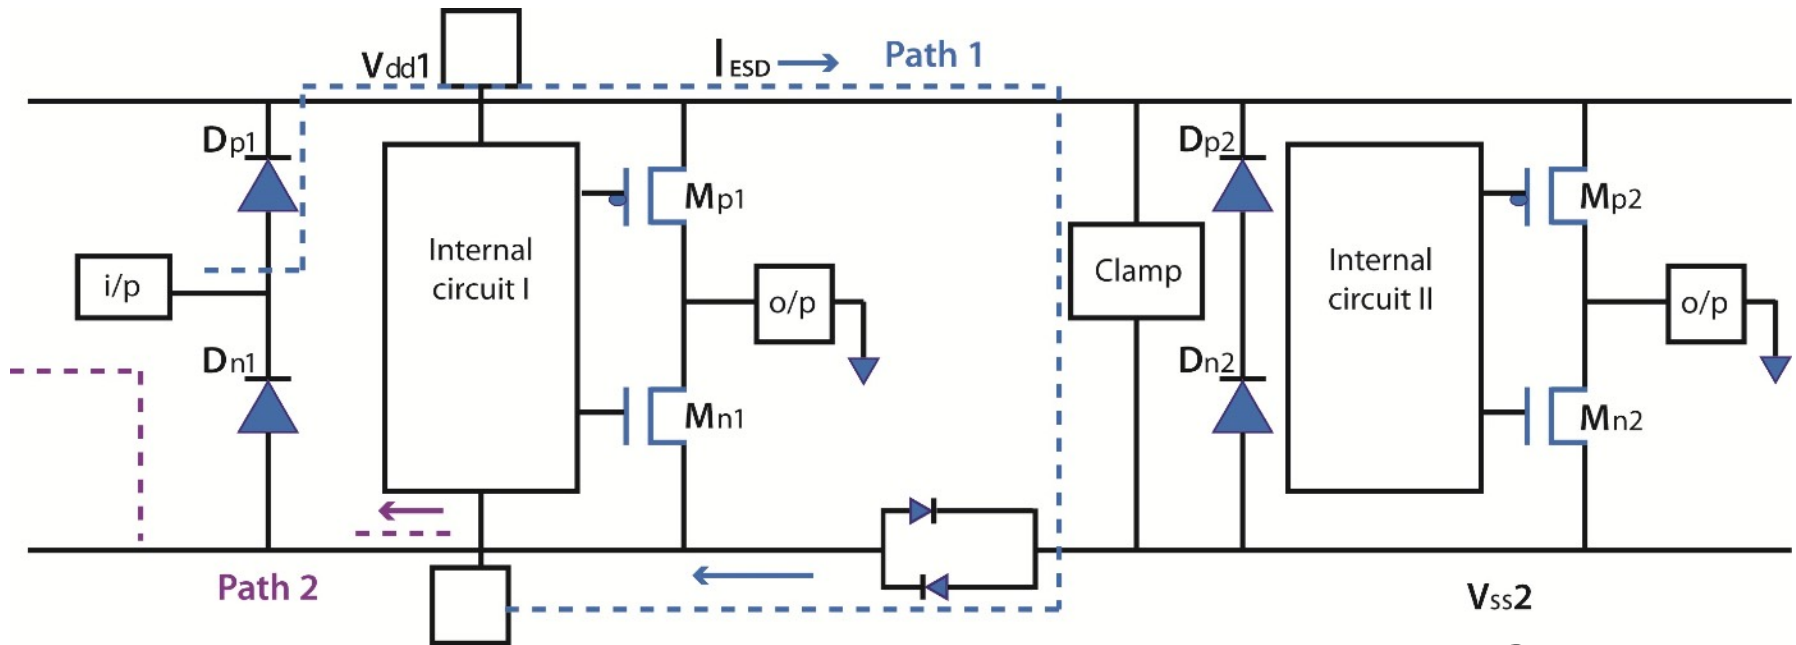 Vdd1
IESD
Path 1
Dp1
Mp1
Dp2
Mp2
Internal
circuit I
Clamp
Internal
circuit II
i/p
o/p
o/p
Dn1
Mn1
Dn2
Mn2
Path 2
Vss2